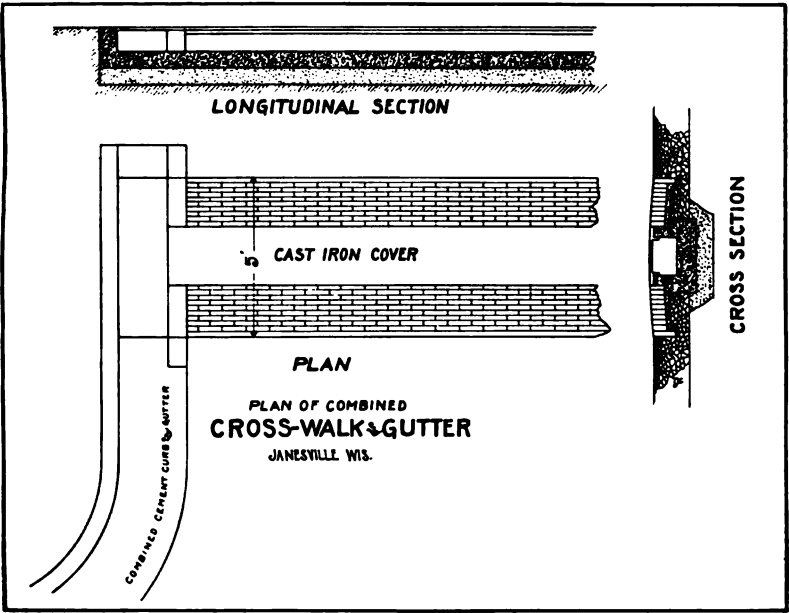 LONGITUDINAL SECTION
5'
CAST IRON COVER
CROSS SECTION
PLAN
PLAN OF COMBINED
CROSS-WALK & GUTTER
JANESVILLE WIS.
COMBINED CEMENT CURB & GUTTER